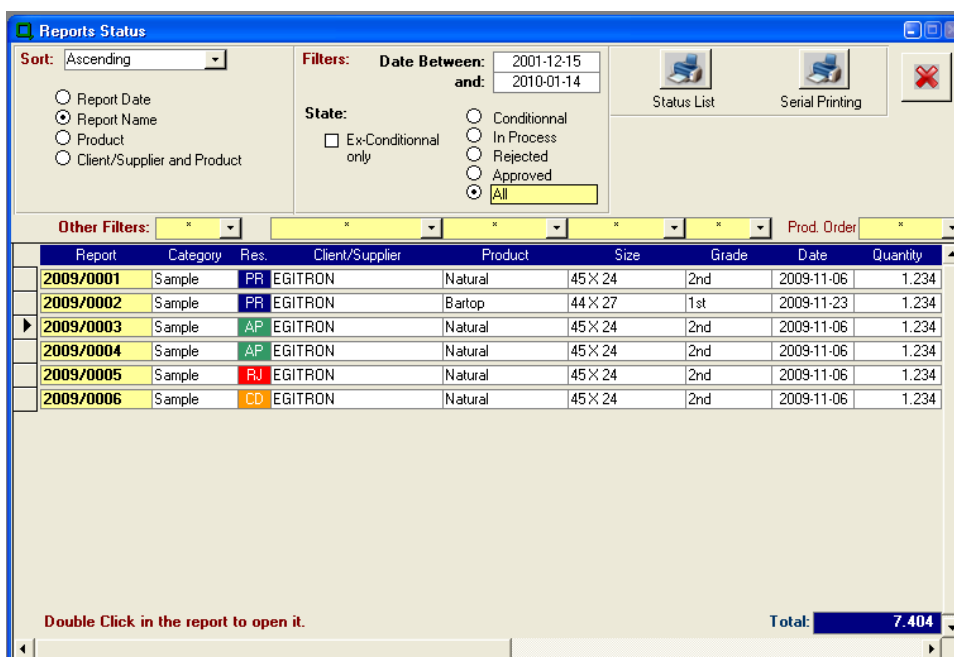 Reports Status
Sort: Ascending
Report Date
Report Name
Product
Client/Supplier and Product
Filters: Date Between: 2001-12-15
and: 2010-01-14
State:
Ex-Conditionnal
only
Conditionnal
In Process
Rejected
Approved
All
Status List
Serial Printing
Other Filters: * * * * * Prod. Order *
Report Category Res. Client/Supplier Product Size Grade Date Quantity
2009/0001 Sample PR EGITRON Natural 45 X 24 2nd 2009-11-06 1.234
2009/0002 Sample PR EGITRON Bartop 44 X 27 1st 2009-11-23 1.234
2009/0003 Sample AP EGITRON Natural 45 X 24 2nd 2009-11-06 1.234
2009/0004 Sample AP EGITRON Natural 45 X 24 2nd 2009-11-06 1.234
2009/0005 Sample RJ EGITRON Natural 45 X 24 2nd 2009-11-06 1.234
2009/0006 Sample CD EGITRON Natural 45 X 24 2nd 2009-11-06 1.234
Double Click in the report to open it. Total: 7.404